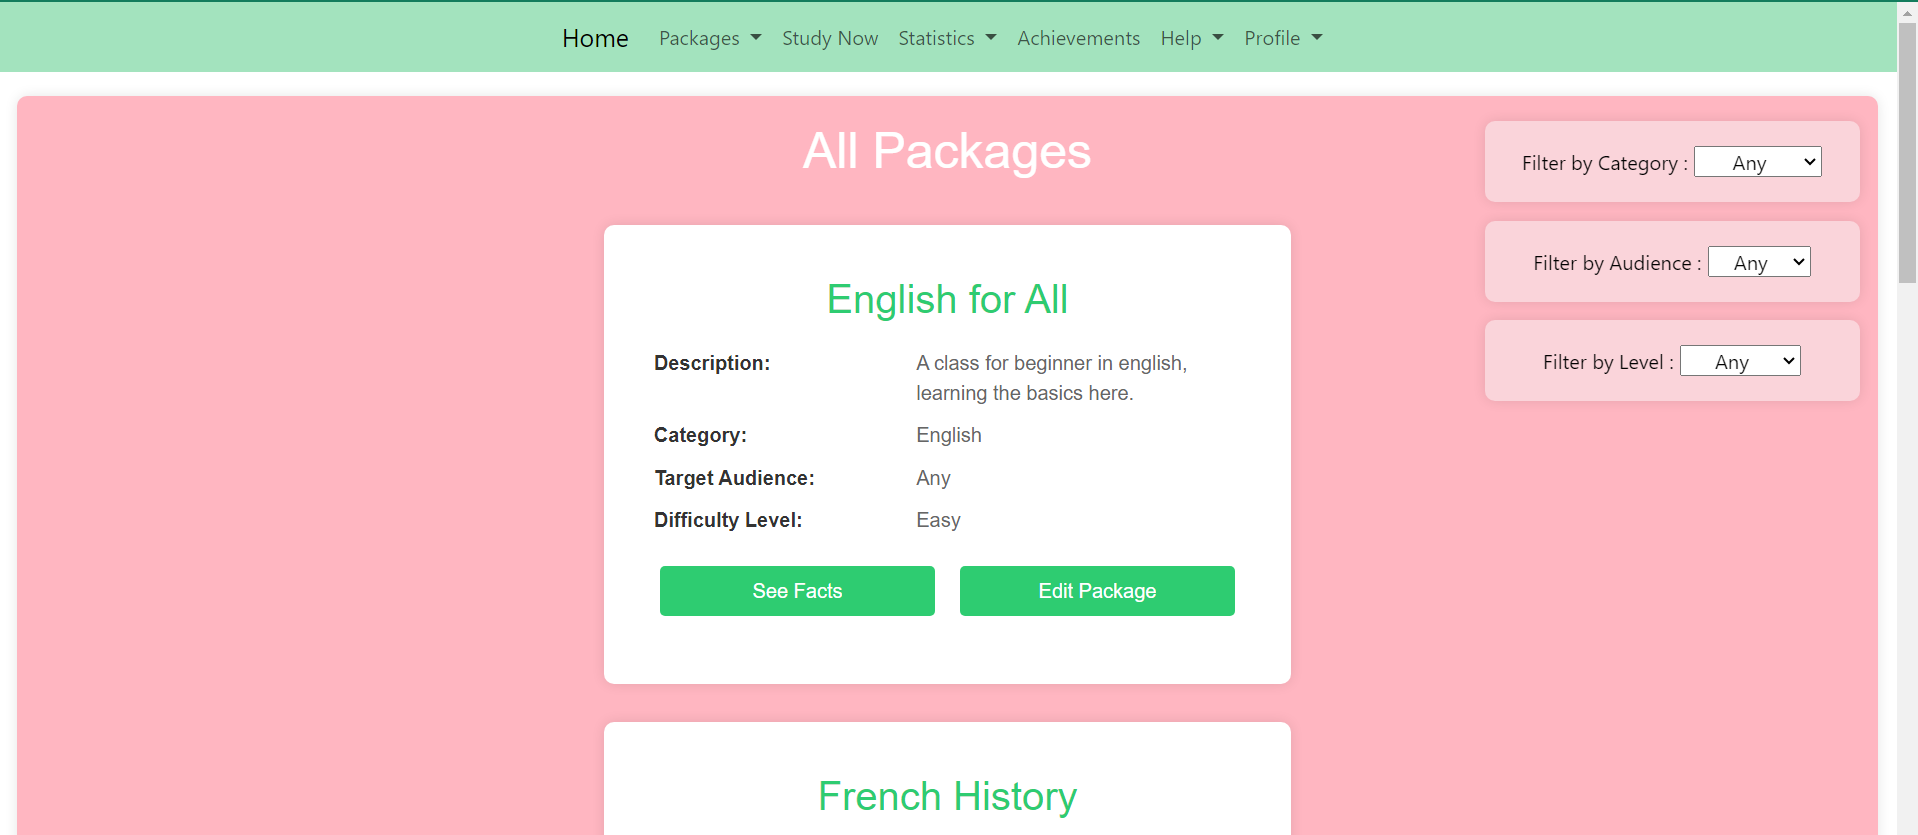 Home Packages Study Now Statistics Achievements Help Profile
All Packages
Filter by Category : Any
Filter by Audience : Any
Filter by Level : Any
English for All
Description: A class for beginner in english,
learning the basics here.
Category: English
Target Audience: Any
Difficulty Level: Easy
See Facts Edit Package
French History